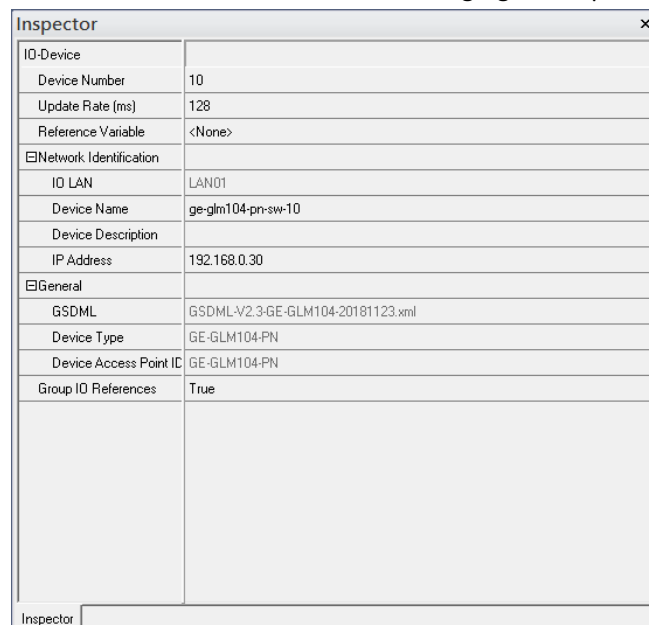 Inspector ×
IO-Device
Device Number 10
Update Rate (ms) 128
Reference Variable <None>
Network Identification
IO LAN LAN01
Device Name ge-glm104-pn-sw-10
Device Description
IP Address 192.168.0.30
General
GSDML GSDML-V2.3-GE-GLM104-20181123.xml
Device Type GE-GLM104-PN
Device Access Point ID GE-GLM104-PN
Group IO References True
Inspector